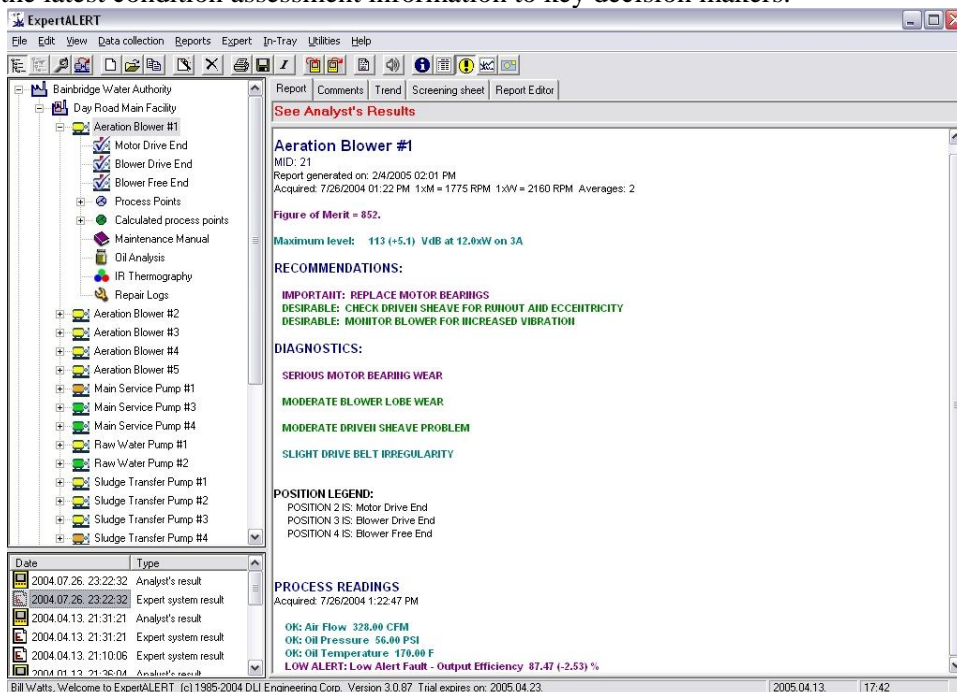 the latest condition assessment information to key decision makers.
ExpertALERT
File Edit View Data collection Reports Expert In-Tray Utilities Help
Bainbridge Water Authority
Day Road Main Facility
Aeration Blower #1
Motor Drive End
Blower Drive End
Blower Free End
Process Points
Calculated process points
Maintenance Manual
Oil Analysis
IR Thermography
Repair Logs
Aeration Blower #2
Aeration Blower #3
Aeration Blower #4
Aeration Blower #5
Main Service Pump #1
Main Service Pump #3
Main Service Pump #4
Raw Water Pump #1
Raw Water Pump #2
Sludge Transfer Pump #1
Sludge Transfer Pump #2
Sludge Transfer Pump #3
Sludge Transfer Pump #4
Date Type
2004.07.26. 23:22:32 Analyst's result
2004.07.26. 23:22:32 Expert system result
2004.04.13. 21:31:21 Analyst's result
2004.04.13. 21:31:21 Expert system result
2004.04.13. 21:10:06 Expert system result
2004.01.13. 21:36:04 Analyst's result
Report Comments Trend Screening sheet Report Editor
See Analyst's Results
Aeration Blower #1
MID: 21
Report generated on: 2/4/2005 02:01 PM
Acquired: 7/26/2004 01:22 PM 1xM = 1775 RPM 1xW = 2160 RPM Averages: 2
Figure of Merit = 852.
Maximum level: 113 (+5.1) VdB at 12.0xW on 3A
RECOMMENDATIONS:
IMPORTANT: REPLACE MOTOR BEARINGS
DESIRABLE: CHECK DRIVEN SHEAVE FOR RUNOUT AND ECCENTRICITY
DESIRABLE: MONITOR BLOWER FOR INCREASED VIBRATION
DIAGNOSTICS:
SERIOUS MOTOR BEARING WEAR
MODERATE BLOWER LOBE WEAR
MODERATE DRIVEN SHEAVE PROBLEM
SLIGHT DRIVE BELT IRREGULARITY
POSITION LEGEND:
POSITION 2 IS: Motor Drive End
POSITION 3 IS: Blower Drive End
POSITION 4 IS: Blower Free End
PROCESS READINGS
Acquired: 7/26/2004 1:22:47 PM
OK: Air Flow 328.00 CFM
OK: Oil Pressure 56.00 PSI
OK: Oil Temperature 170.00 F
LOW ALERT: Low Alert Fault - Output Efficiency 87.47 (-2.53) %
Bill Watts, Welcome to ExpertALERT (c) 1985-2004 DLI Engineering Corp. Version 3.0.87 Trial expires on: 2005.04.23. 2005.04.13. 17:42